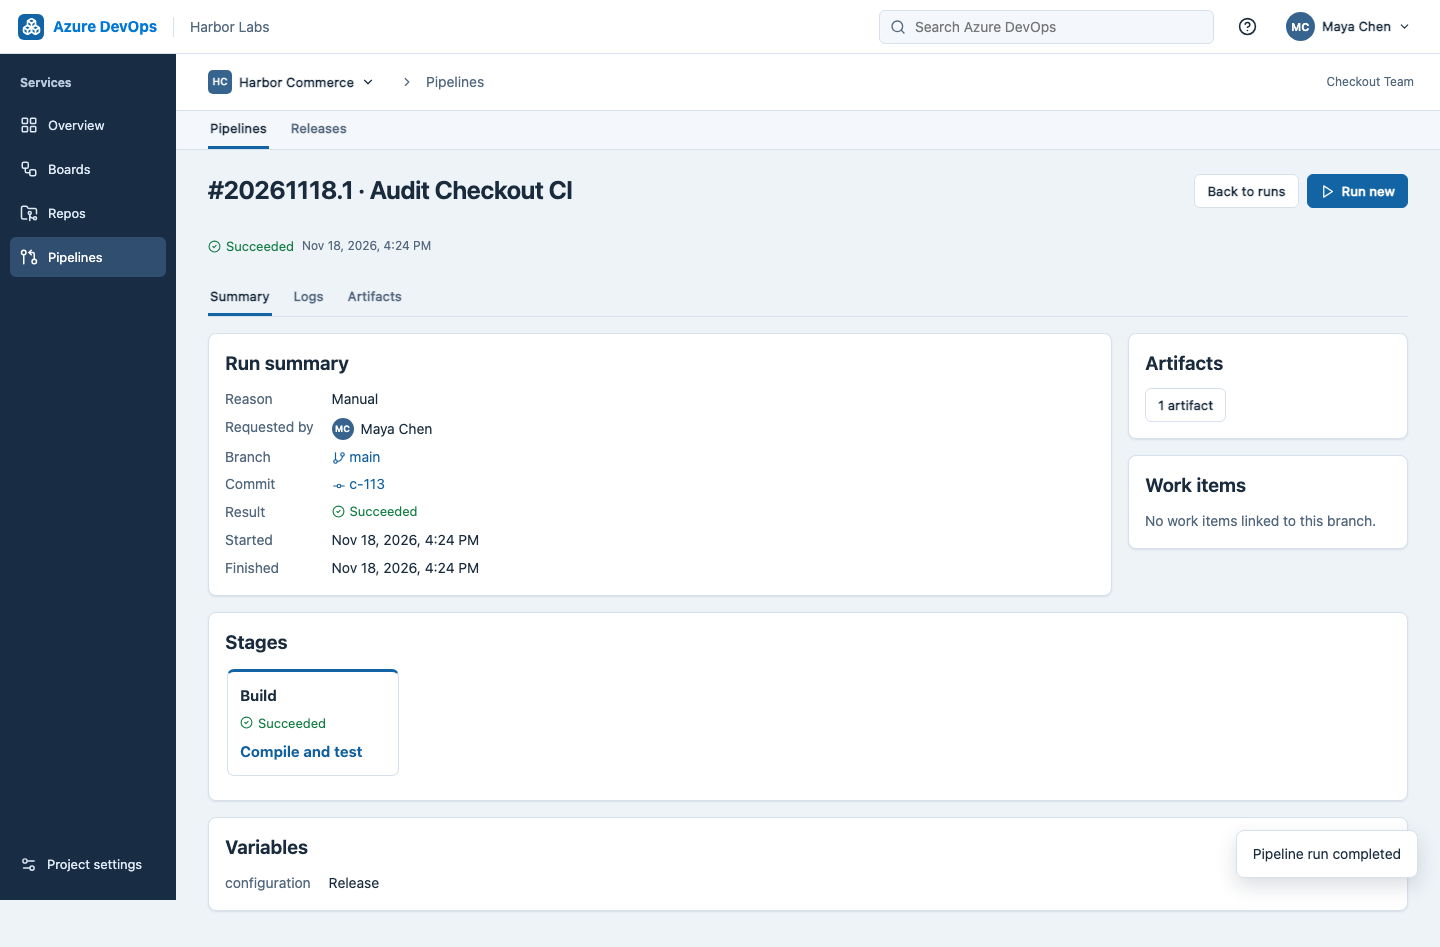 Azure DevOps
Harbor Labs
Search Azure DevOps
MC Maya Chen
Services
Overview
Boards
Repos
Pipelines
Project settings
HC Harbor Commerce
Pipelines
Checkout Team
Pipelines Releases
#20261118.1 · Audit Checkout CI
Back to runs
Run new
Succeeded Nov 18, 2026, 4:24 PM
Summary Logs Artifacts
Run summary
Reason Manual
Requested by MC Maya Chen
Branch main
Commit c-113
Result Succeeded
Started Nov 18, 2026, 4:24 PM
Finished Nov 18, 2026, 4:24 PM
Artifacts
1 artifact
Work items
No work items linked to this branch.
Stages
Build
Succeeded
Compile and test
Variables
configuration Release
Pipeline run completed